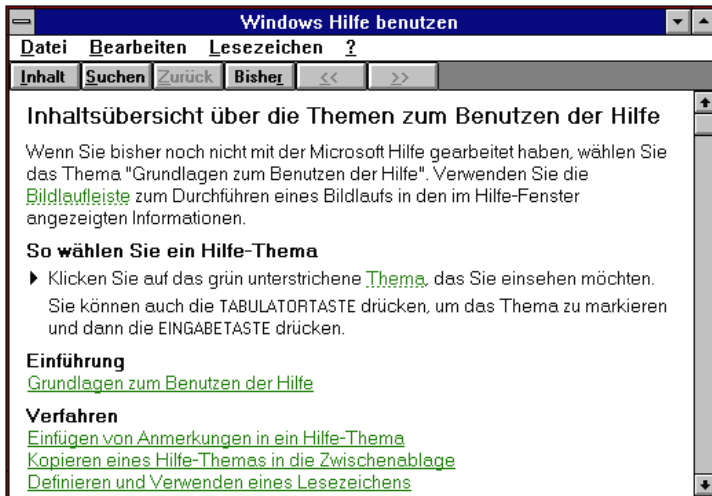 Windows Hilfe benutzen
Datei Bearbeiten Lesezeichen ?
Inhalt Suchen Zurück Bisher << >>
Inhaltsübersicht über die Themen zum Benutzen der Hilfe
Wenn Sie bisher noch nicht mit der Microsoft Hilfe gearbeitet haben, wählen Sie
das Thema "Grundlagen zum Benutzen der Hilfe". Verwenden Sie die
Bildlaufleiste zum Durchführen eines Bildlaufs in den im Hilfe-Fenster
angezeigten Informationen.
So wählen Sie ein Hilfe-Thema
Klicken Sie auf das grün unterstrichene Thema, das Sie einsehen möchten.
Sie können auch die TABULATORTASTE drücken, um das Thema zu markieren
und dann die EINGABETASTE drücken.
Einführung
Grundlagen zum Benutzen der Hilfe
Verfahren
Einfügen von Anmerkungen in ein Hilfe-Thema
Kopieren eines Hilfe-Themas in die Zwischenablage
Definieren und Verwenden eines Lesezeichens